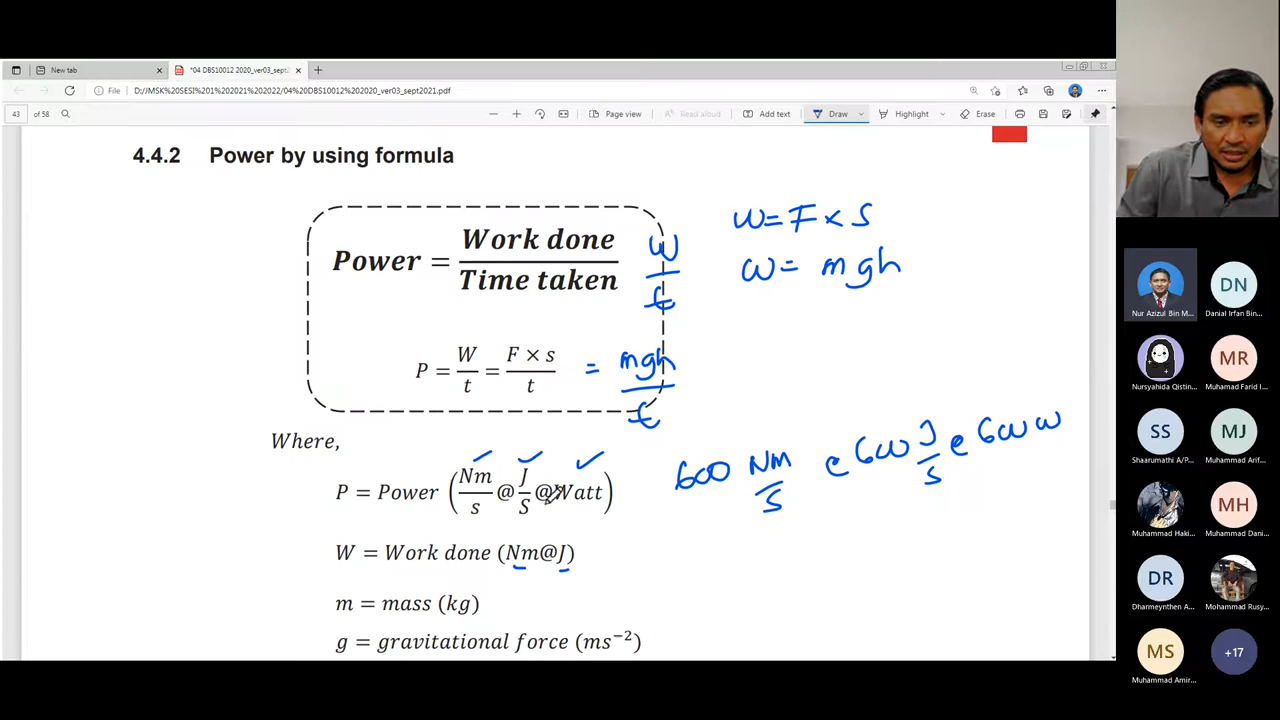 New tab
*04 DBS10012 2020_ver03_sept2
File
D:/JMSK%20SESI%201%202021%202022/04%20DBS10012%202020_ver03_sept2021.pdf
43 of 58
Page view
Read aloud
Add text
Draw
Highlight
Erase
4.4.2 Power by using formula
Power = Work done / Time taken
W / t
W = F × S
W = mgh
P = W / t = F × s / t
= mgh / t
Where,
P = Power (Nm / s @ J / S @ Watt)
600 Nm / s @ 600 J / s @ 600 W
W = Work done (Nm@J)
m = mass (kg)
g = gravitational force (ms⁻²)
Nur Azizul Bin M...
DN
Danial Irfan Bin...
Nursyahida Qistin...
MR
Muhamad Farid I...
SS
Shaarumathi A/P...
MJ
Muhammad Arif...
Muhammad Haki...
MH
Muhammad Dani...
DR
Dharmeynthen A...
Mohammad Rusy...
MS
Muhammad Amir...
+17